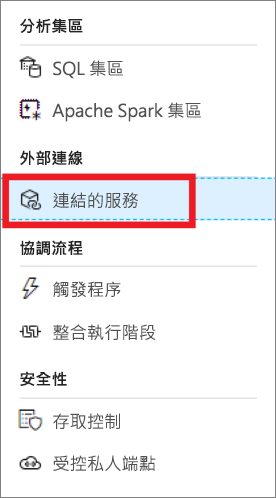 分析集區
SQL 集區
Apache Spark 集區
外部連線
連結的服務
協調流程
觸發程序
整合執行階段
安全性
存取控制
受控私人端點